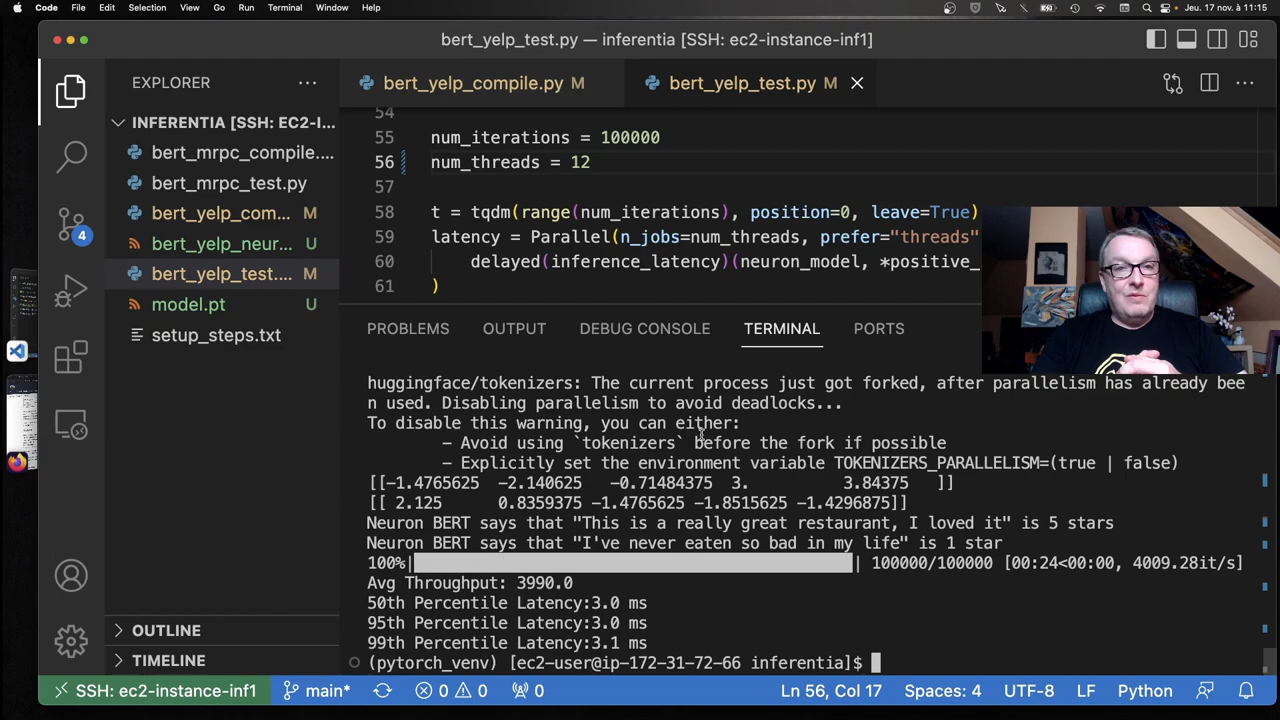 Code File Edit Selection View Go Run Terminal Window Help Jeu. 17 nov. à 11:15
bert_yelp_test.py — inferentia [SSH: ec2-instance-inf1]
EXPLORER
bert_yelp_compile.py M
bert_yelp_test.py M
INFERENTIA [SSH: EC2-I...
bert_mrpc_compile....
bert_mrpc_test.py
bert_yelp_com... M
bert_yelp_neur... U
bert_yelp_test.... M
model.pt U
setup_steps.txt
4
OUTLINE
TIMELINE
54
55 num_iterations = 100000
56 num_threads = 12
57
58 t = tqdm(range(num_iterations), position=0, leave=True)
59 latency = Parallel(n_jobs=num_threads, prefer="threads"
60 delayed(inference_latency)(neuron_model, *positive_
61 )
PROBLEMS OUTPUT DEBUG CONSOLE TERMINAL PORTS
huggingface/tokenizers: The current process just got forked, after parallelism has already bee
n used. Disabling parallelism to avoid deadlocks...
To disable this warning, you can either:
- Avoid using `tokenizers` before the fork if possible
- Explicitly set the environment variable TOKENIZERS_PARALLELISM=(true | false)
[[-1.4765625 -2.140625 -0.71484375 3. 3.84375 ]]
[[ 2.125 0.8359375 -1.4765625 -1.8515625 -1.4296875]]
Neuron BERT says that "This is a really great restaurant, I loved it" is 5 stars
Neuron BERT says that "I've never eaten so bad in my life" is 1 star
100%| | 100000/100000 [00:24<00:00, 4009.28it/s]
Avg Throughput: 3990.0
50th Percentile Latency:3.0 ms
95th Percentile Latency:3.0 ms
99th Percentile Latency:3.1 ms
(pytorch_venv) [ec2-user@ip-172-31-72-66 inferentia]$
SSH: ec2-instance-inf1 main* 0 0 0 Ln 56, Col 17 Spaces: 4 UTF-8 LF Python